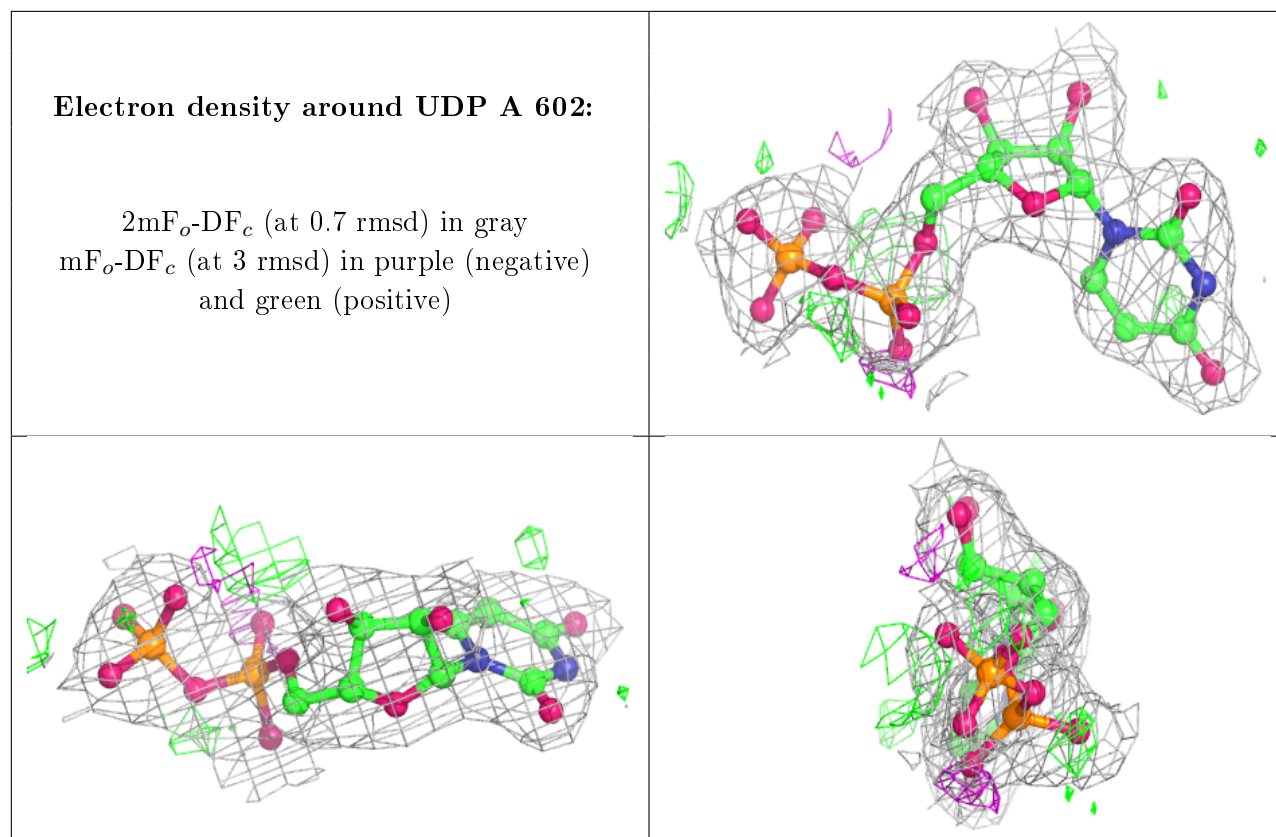 Electron density around UDP A 602:
2mFₒ-DF𝒸 (at 0.7 rmsd) in gray
mFₒ-DF𝒸 (at 3 rmsd) in purple (negative)
and green (positive)